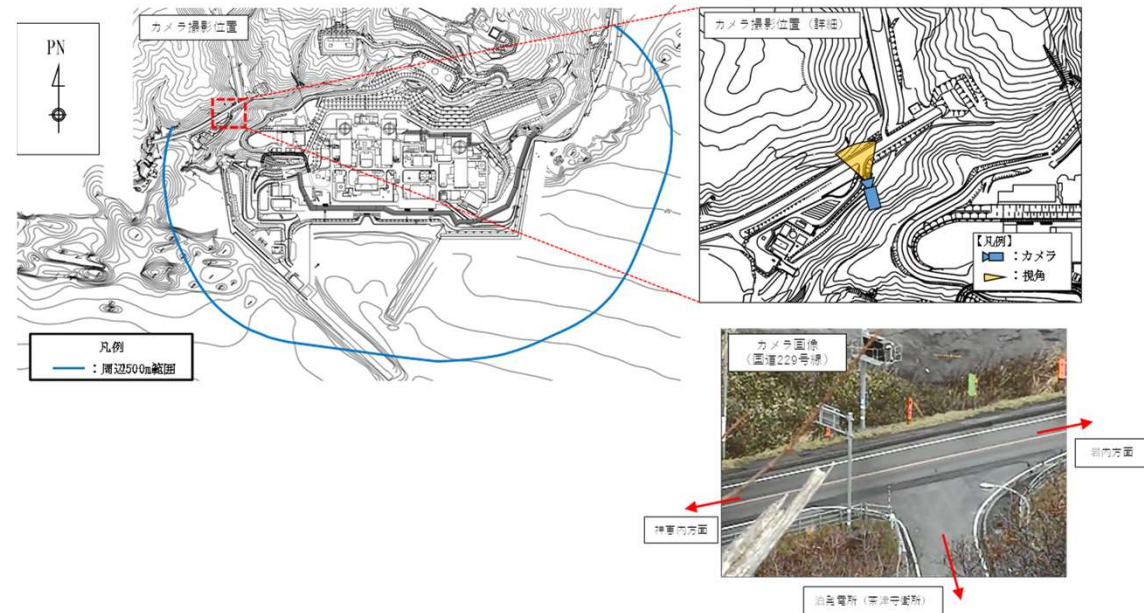 PN
カメラ撮影位置
凡例
：周辺500m範囲
カメラ撮影位置（詳細）
【凡例】
：カメラ
：視角
カメラ画像
（国道229号線）
岩内方面
神恵内方面
泊発電所（茶津守衛所）